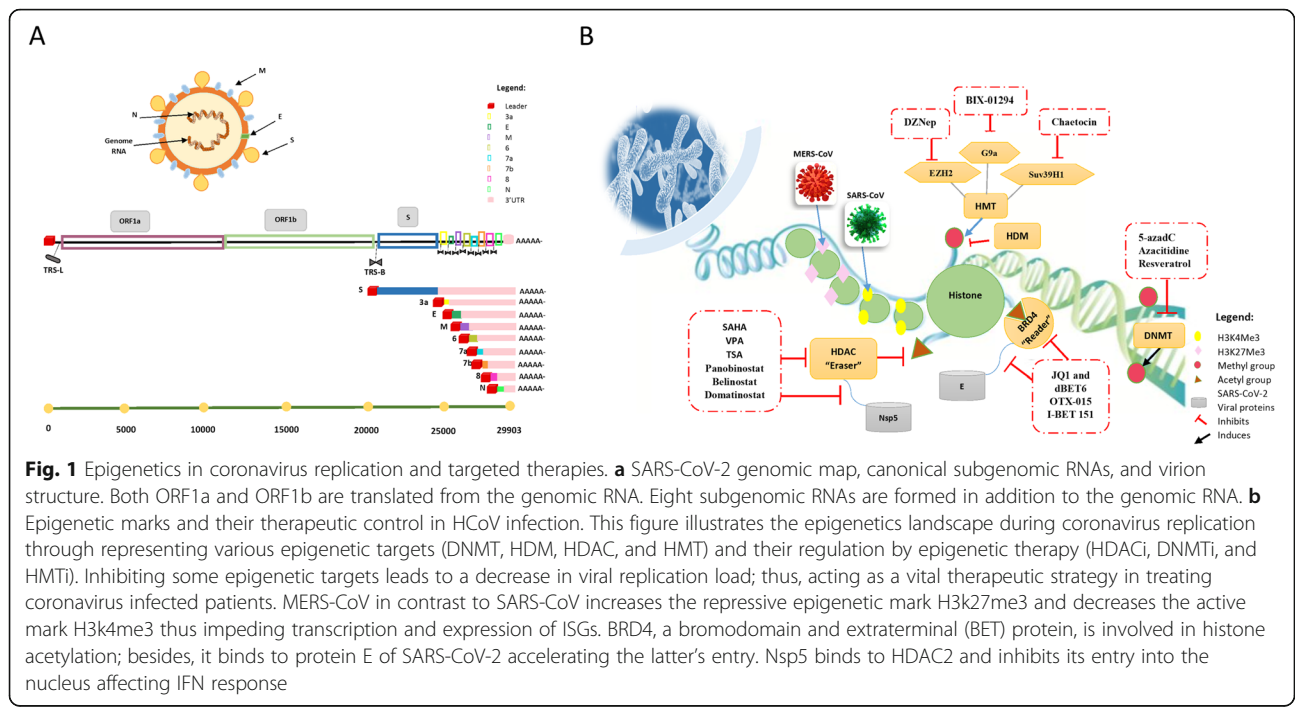 A
M
N
Genome
RNA
E
S
Legend:
Leader
3a
E
M
6
7a
7b
8
N
3'UTR
ORF1a
ORF1b
S
AAAAA-
TRS-L
TRS-B
S
AAAAA-
3a
AAAAA-
E
AAAAA-
M
AAAAA-
6
AAAAA-
7a
AAAAA-
7b
AAAAA-
8
AAAAA-
N
AAAAA-
0
5000
10000
15000
20000
25000
29903
B
MERS-CoV
SARS-CoV
DZNep
BIX-01294
Chaetocin
EZH2
G9a
Suv39H1
HMT
HDM
Histone
BRD4
"Reader"
5-azadC
Azacitidine
Resveratrol
DNMT
SAHA
VPA
TSA
Panobinostat
Belinostat
Domatinostat
HDAC
"Eraser"
Nsp5
E
JQ1 and
dBET6
OTX-015
I-BET 151
Legend:
H3K4Me3
H3K27Me3
Methyl group
Acetyl group
SARS-CoV-2
Viral proteins
Inhibits
Induces
Fig. 1 Epigenetics in coronavirus replication and targeted therapies. a SARS-CoV-2 genomic map, canonical subgenomic RNAs, and virion
structure. Both ORF1a and ORF1b are translated from the genomic RNA. Eight subgenomic RNAs are formed in addition to the genomic RNA. b
Epigenetic marks and their therapeutic control in HCoV infection. This figure illustrates the epigenetics landscape during coronavirus replication
through representing various epigenetic targets (DNMT, HDM, HDAC, and HMT) and their regulation by epigenetic therapy (HDACi, DNMTi, and
HMTi). Inhibiting some epigenetic targets leads to a decrease in viral replication load; thus, acting as a vital therapeutic strategy in treating
coronavirus infected patients. MERS-CoV in contrast to SARS-CoV increases the repressive epigenetic mark H3k27me3 and decreases the active
mark H3k4me3 thus impeding transcription and expression of ISGs. BRD4, a bromodomain and extraterminal (BET) protein, is involved in histone
acetylation; besides, it binds to protein E of SARS-CoV-2 accelerating the latter's entry. Nsp5 binds to HDAC2 and inhibits its entry into the
nucleus affecting IFN response